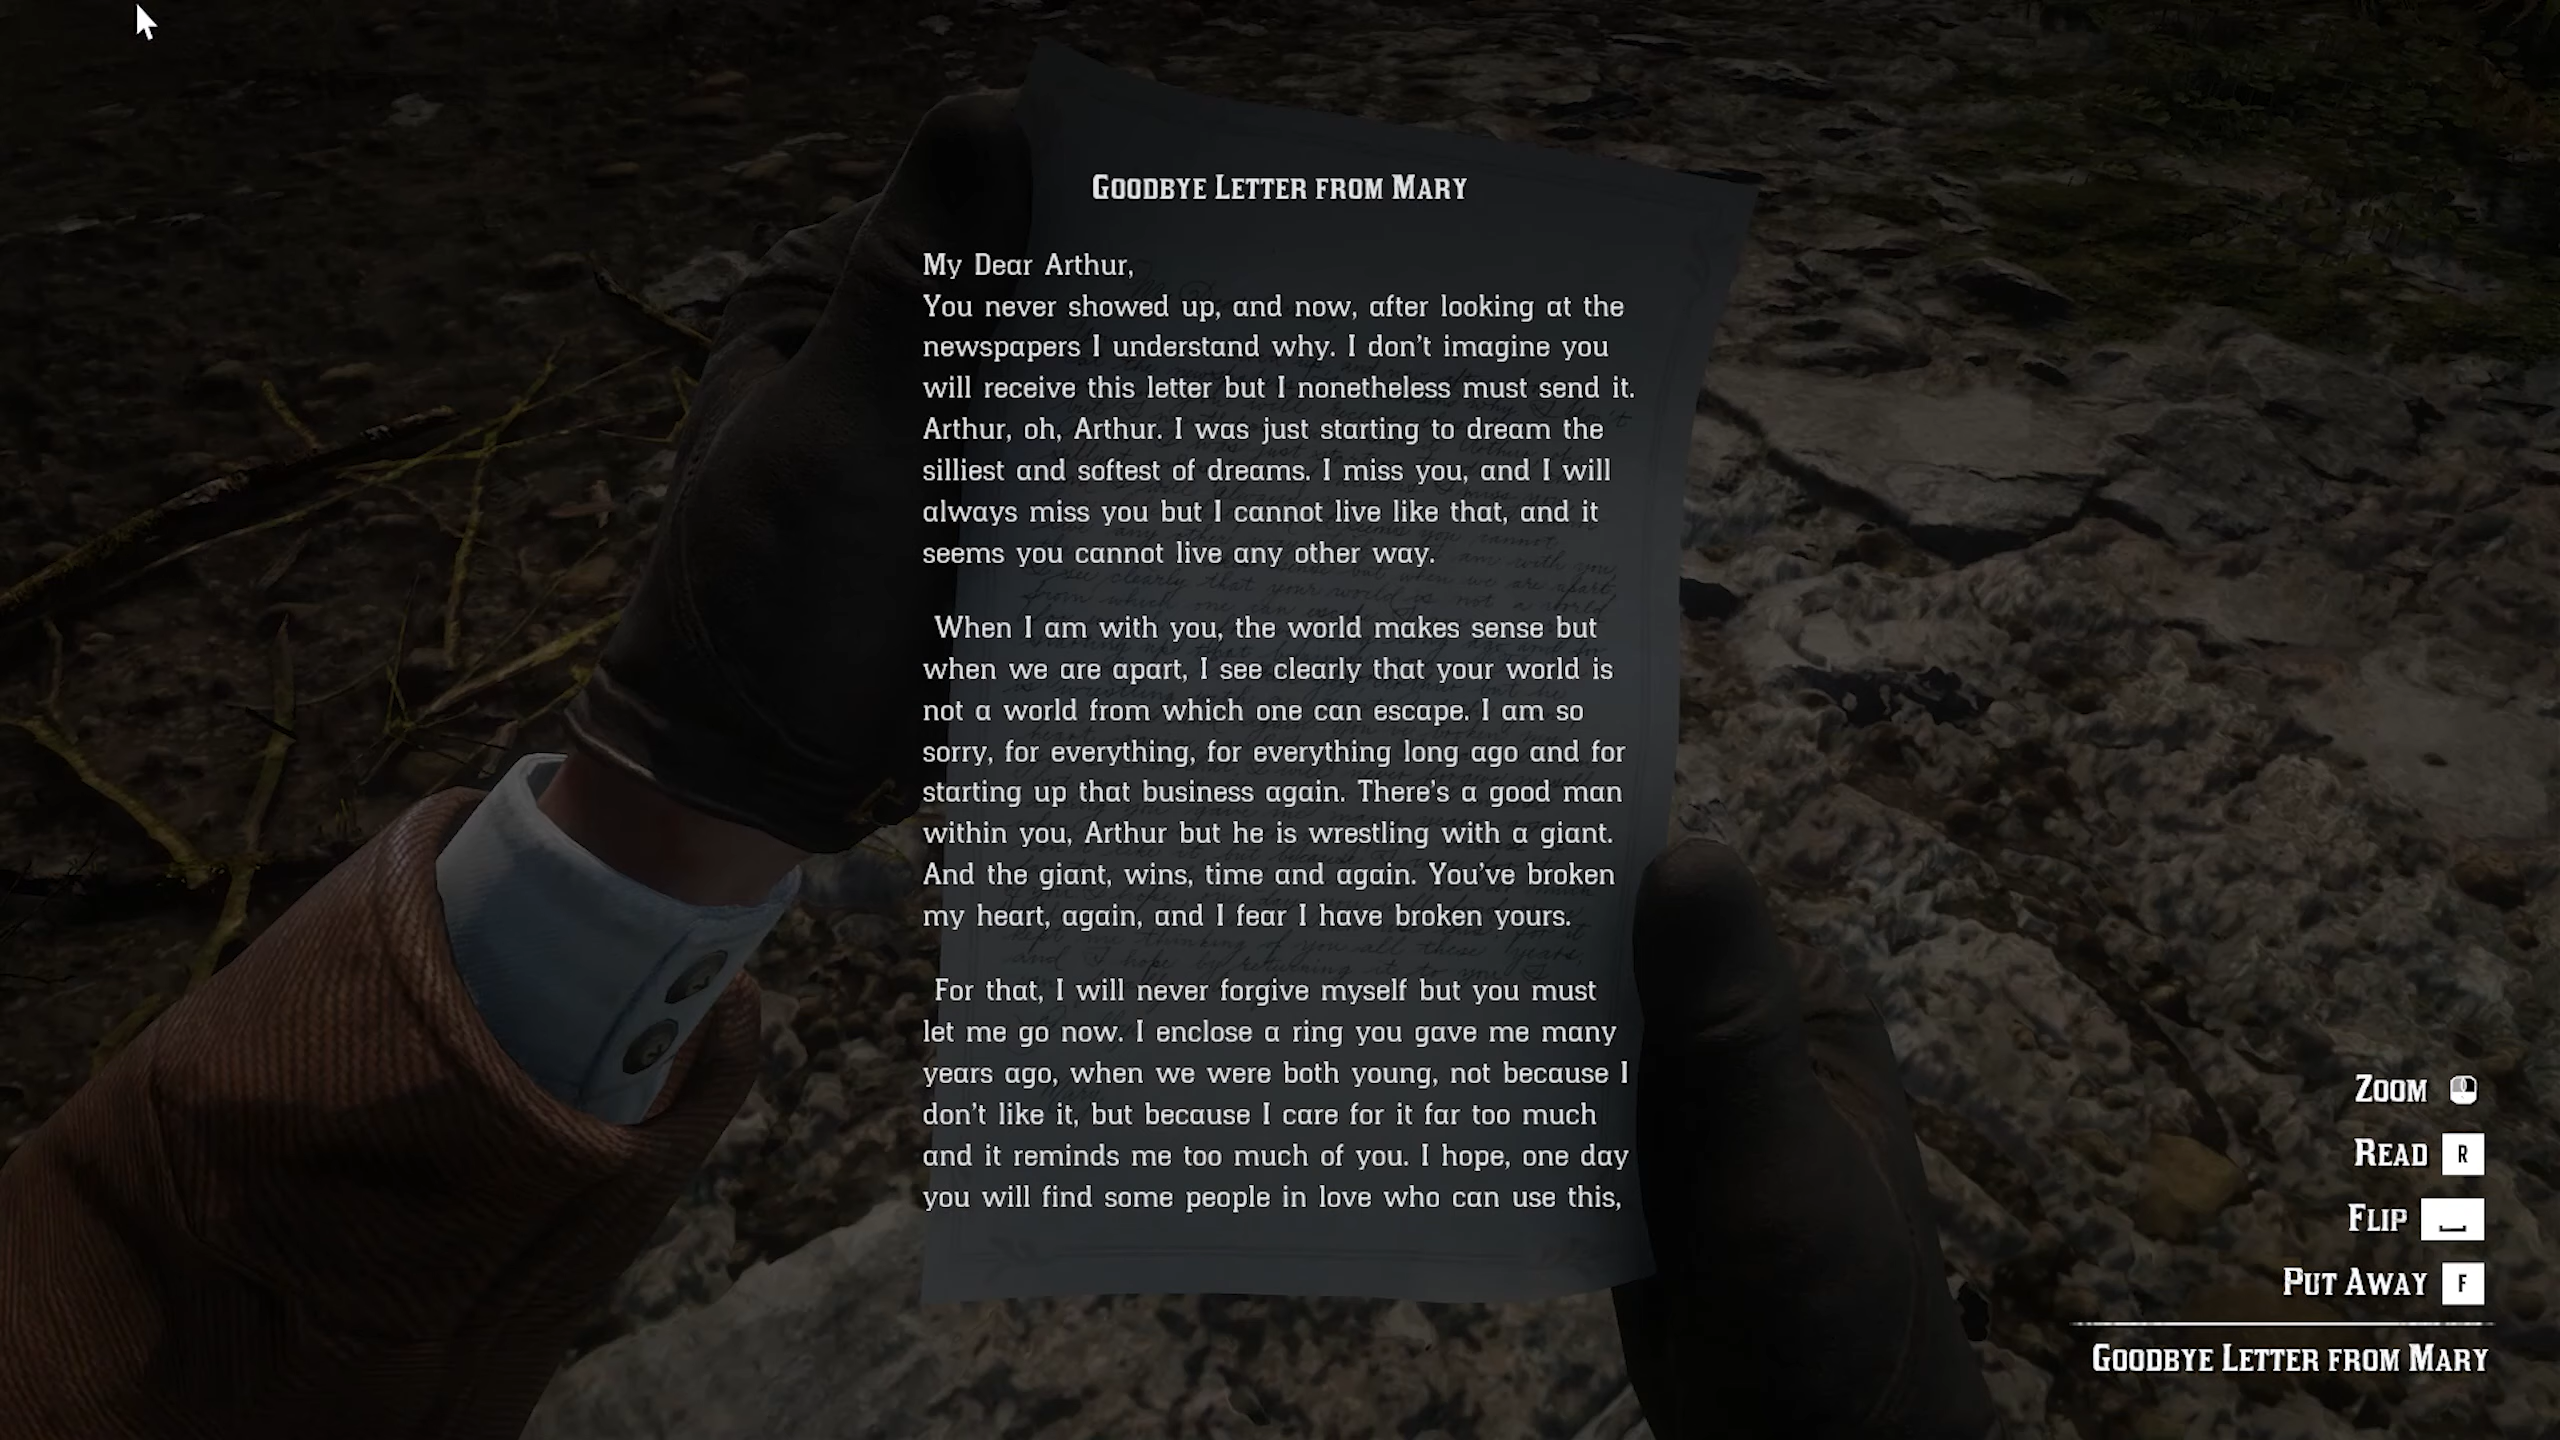 Goodbye Letter from Mary
My Dear Arthur,
You never showed up, and now, after looking at the
newspapers I understand why. I don't imagine you
will receive this letter but I nonetheless must send it.
Arthur, oh, Arthur. I was just starting to dream the
silliest and softest of dreams. I miss you, and I will
always miss you but I cannot live like that, and it
seems you cannot live any other way.
When I am with you, the world makes sense but
when we are apart, I see clearly that your world is
not a world from which one can escape. I am so
sorry, for everything, for everything long ago and for
starting up that business again. There's a good man
within you, Arthur but he is wrestling with a giant.
And the giant, wins, time and again. You've broken
my heart, again, and I fear I have broken yours.
For that, I will never forgive myself but you must
let me go now. I enclose a ring you gave me many
years ago, when we were both young, not because I
don't like it, but because I care for it far too much
and it reminds me too much of you. I hope, one day
you will find some people in love who can use this,
Zoom
Read R
Flip
Put Away F
Goodbye Letter from Mary